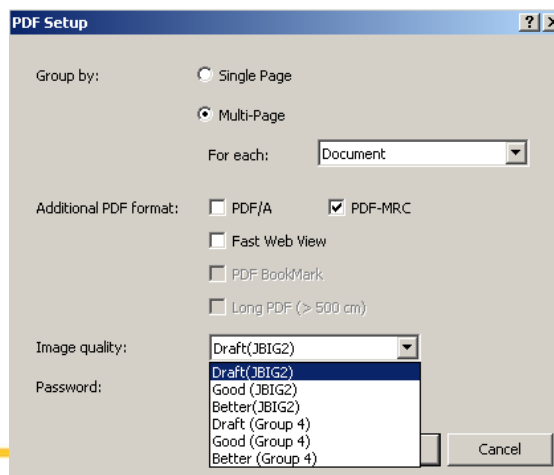 PDF Setup
Group by:
Single Page
Multi-Page
For each:
Document
Additional PDF format:
PDF/A
PDF-MRC
Fast Web View
PDF BookMark
Long PDF (> 500 cm)
Image quality:
Draft(JBIG2)
Password:
Draft(JBIG2)
Good (JBIG2)
Better(JBIG2)
Draft (Group 4)
Good (Group 4)
Better (Group 4)
Cancel